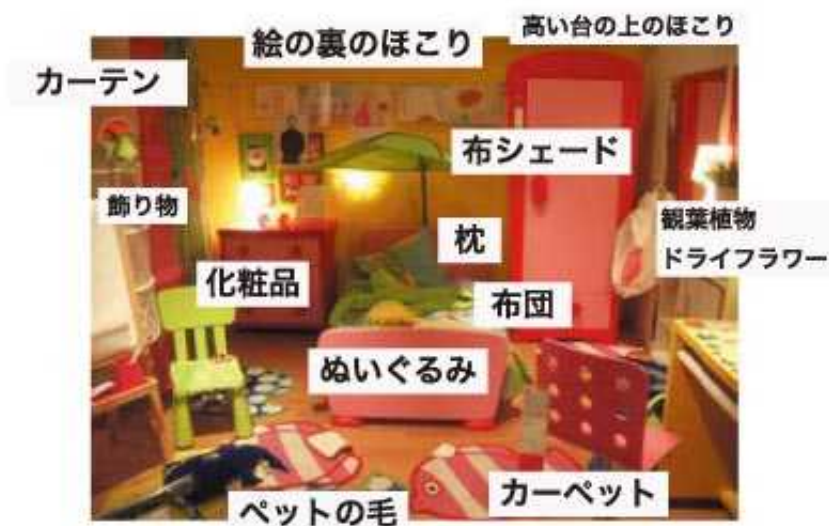 高い台の上のほこり
絵の裏のほこり
カーテン
布シェード
飾り物
観葉植物
ドライフラワー
枕
化粧品
布団
ぬいぐるみ
カーペット
ペットの毛